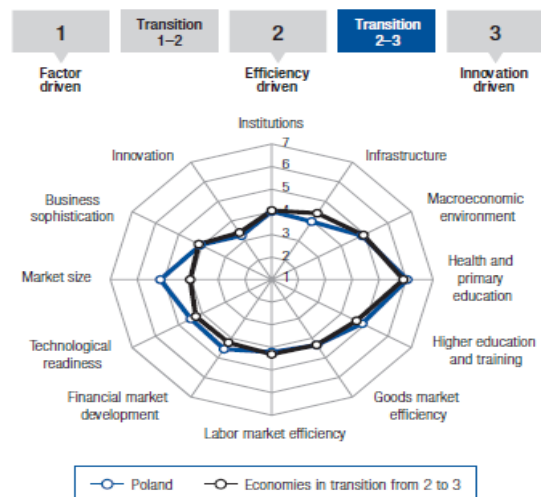 1
Transition
1–2
2
Transition
2–3
3
Factor
driven
Efficiency
driven
Innovation
driven
Institutions
7
Innovation
6
Infrastructure
5
Business
sophistication
4
Macroeconomic
environment
3
2
Market size
1
Health and
primary
education
Technological
readiness
Higher education
and training
Financial market
development
Goods market
efficiency
Labor market efficiency
Poland
Economies in transition from 2 to 3